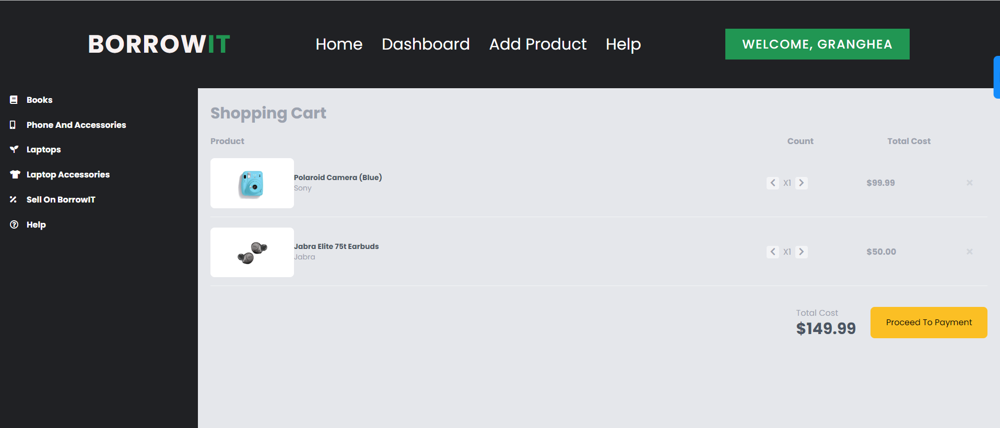 BORROWIT
Home Dashboard Add Product Help
WELCOME, GRANGHEA
Books
Phone And Accessories
Laptops
Laptop Accessories
Sell On BorrowIT
Help
Shopping Cart
Product Count Total Cost
Polaroid Camera (Blue)
Sony
X1 $99.99
Jabra Elite 75t Earbuds
Jabra
X1 $50.00
Total Cost
$149.99
Proceed To Payment